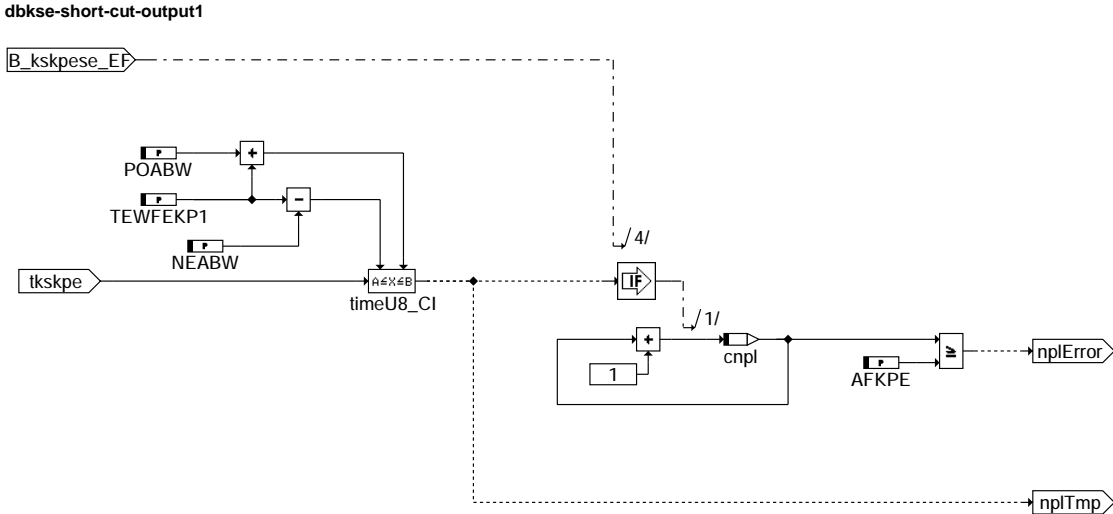 dbkse-short-cut-output1
B_kskpese_EF
P
POABW
+
P
TEWFEKP1
-
P
NEABW
/4/
tkskpe
A≤X≤B
timeU8_CI
IF
/1/
+
1
cnpl
P
AFKPE
≥
nplError
nplTmp